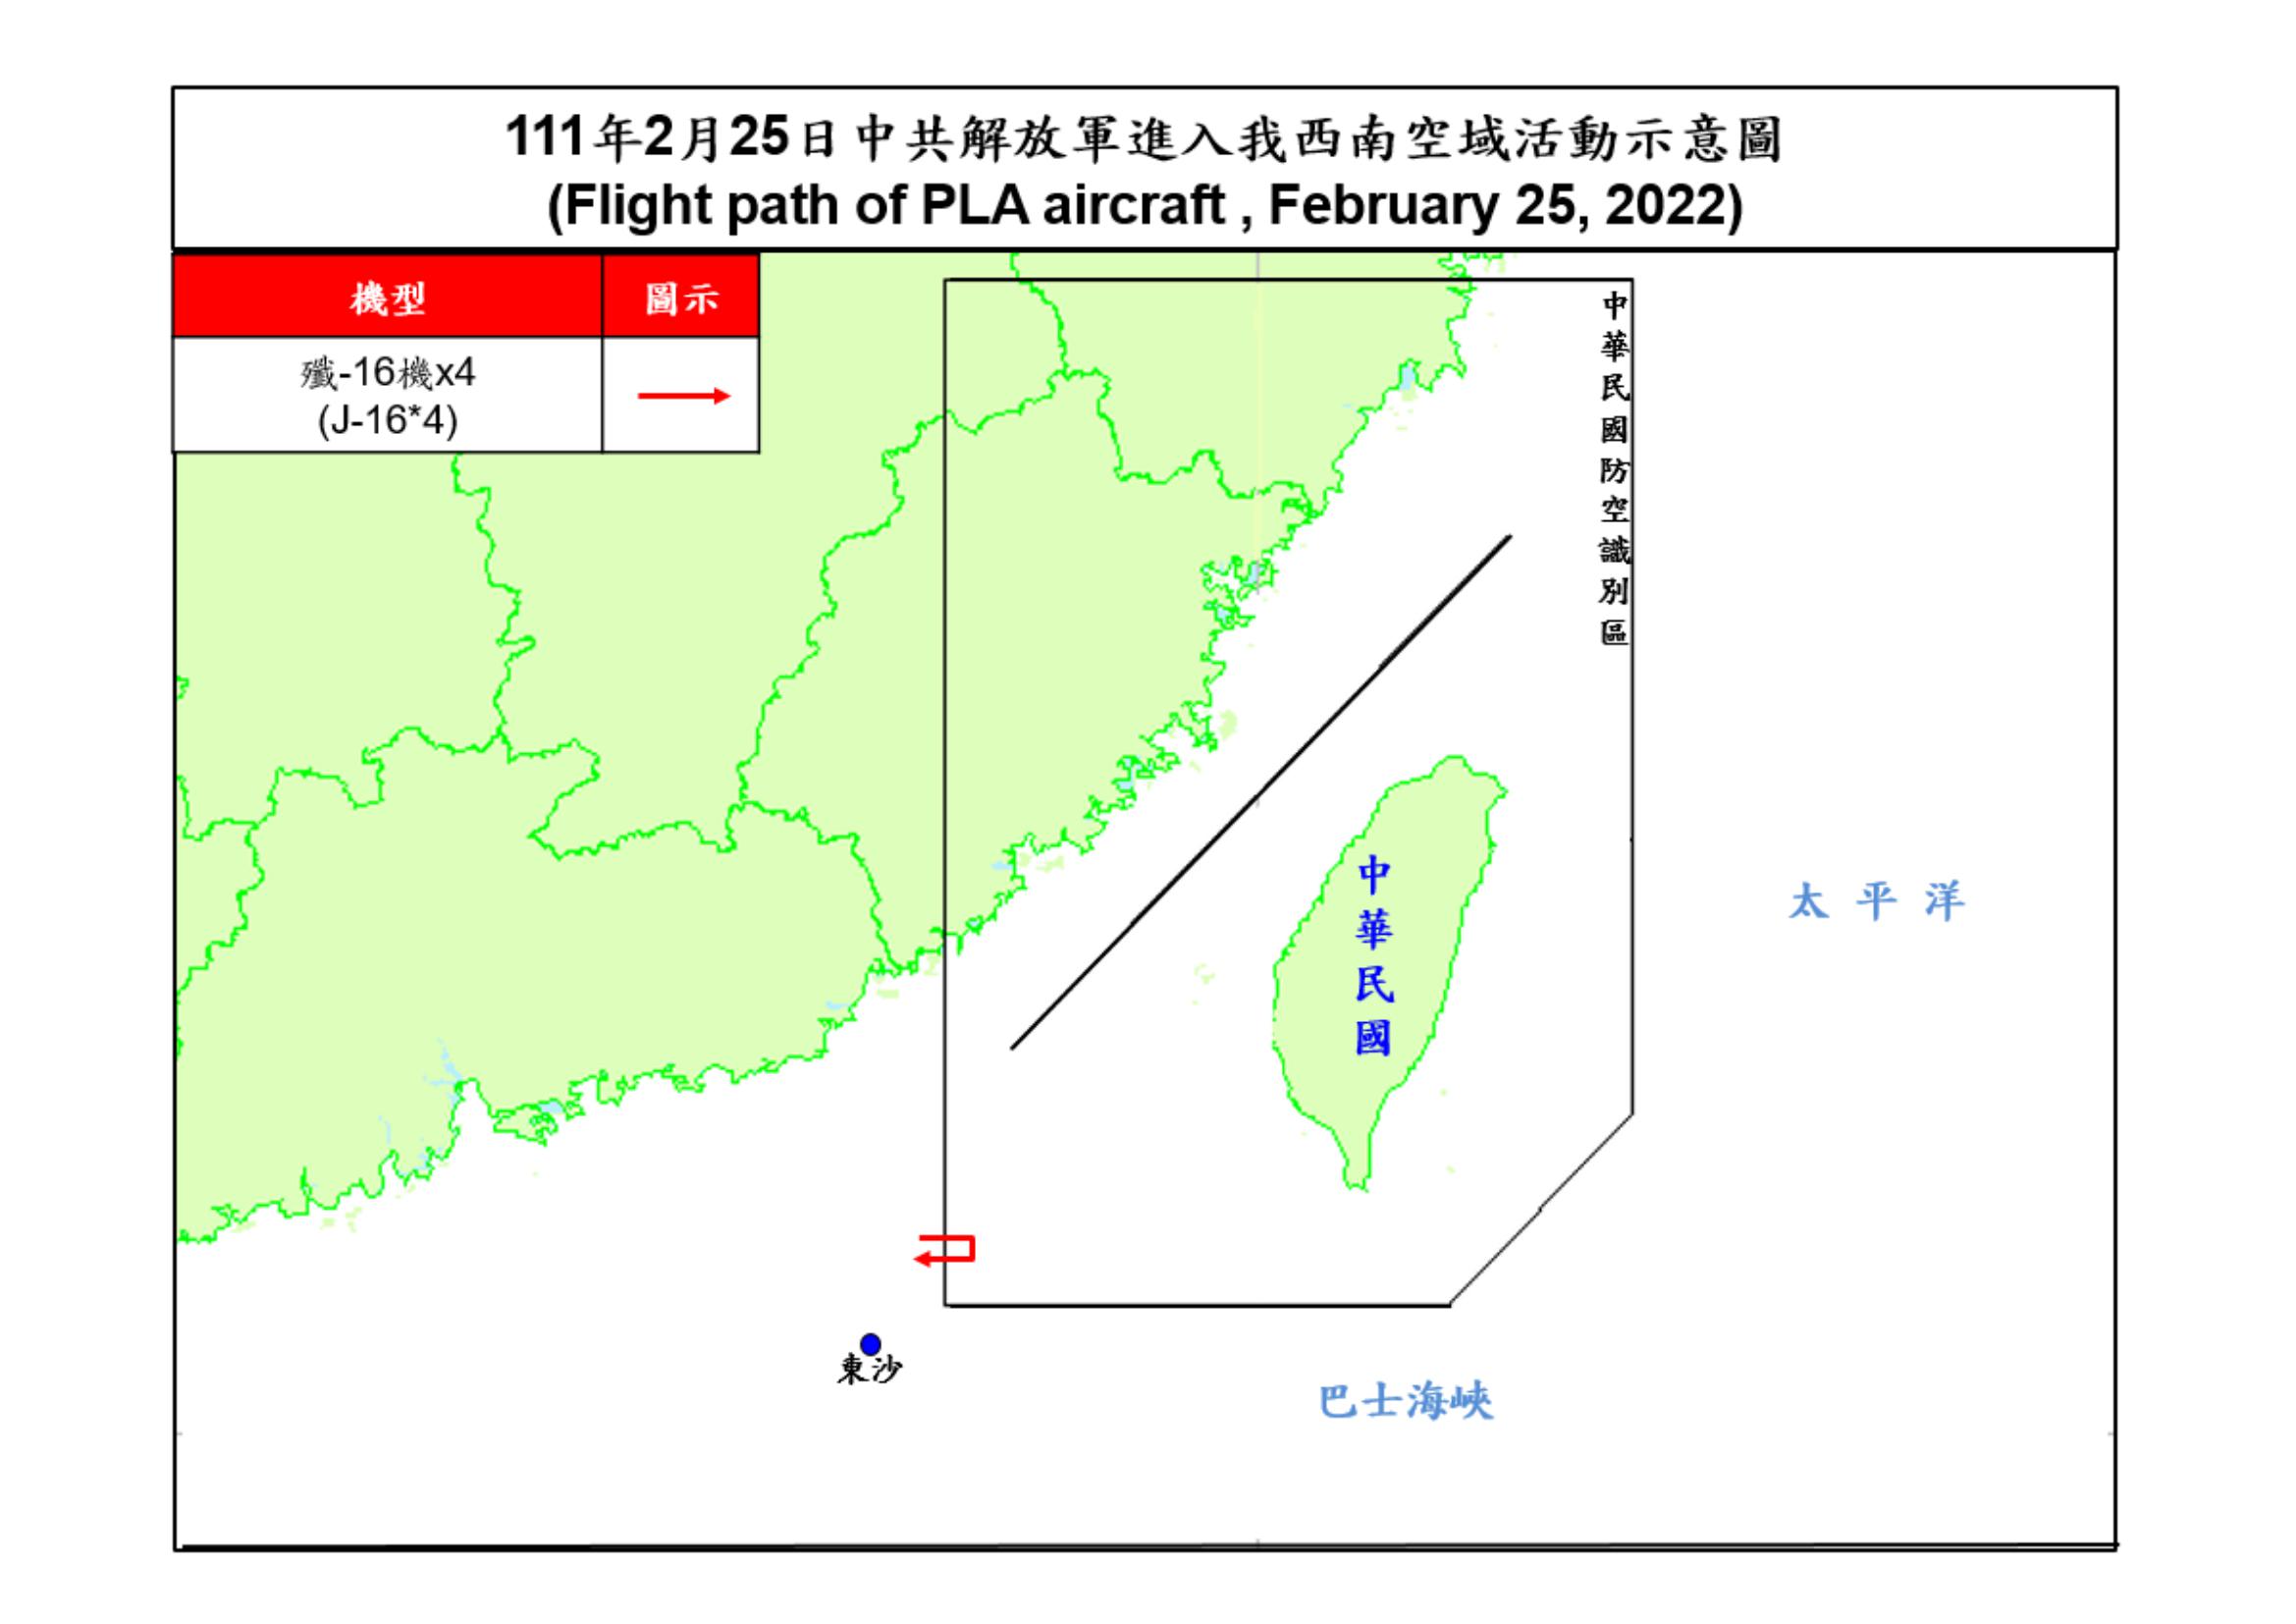 111年2月25日中共解放軍進入我西南空域活動示意圖
(Flight path of PLA aircraft , February 25, 2022)
機型
圖示
殲-16機x4
(J-16*4)
中華民國防空識別區
中華民國
太平洋
東沙
巴士海峽